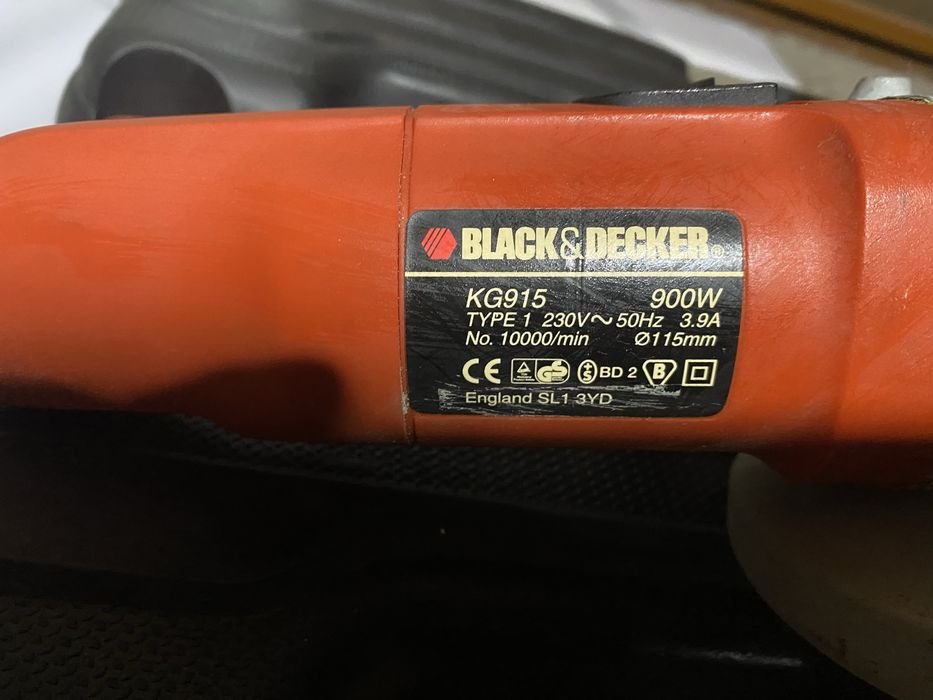 BLACK&DECKER®
KG915 900W
TYPE 1 230V~50Hz 3.9A
No. 10000/min Ø115mm
CE GS S BD 2 B
England SL1 3YD